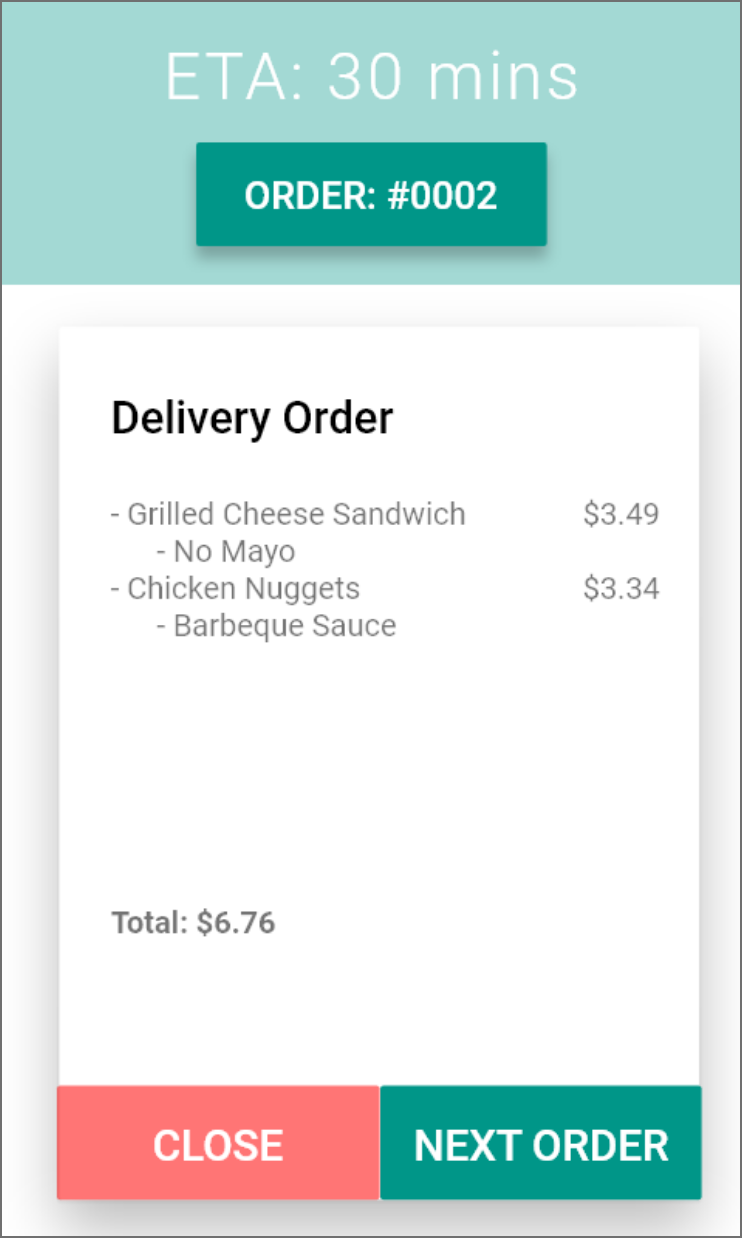 ETA: 30 mins
ORDER: #0002
Delivery Order
- Grilled Cheese Sandwich $3.49
- No Mayo
- Chicken Nuggets $3.34
- Barbeque Sauce
Total: $6.76
CLOSE NEXT ORDER